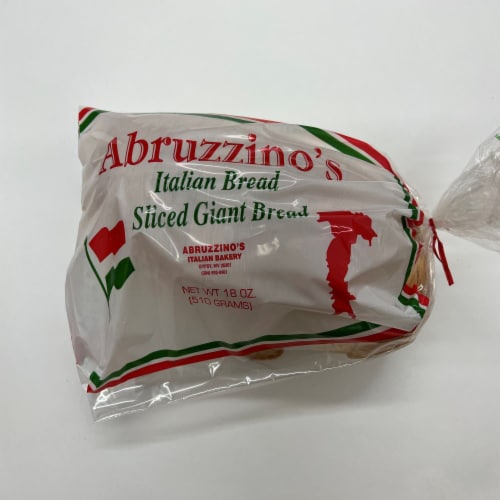 Abruzzino's
Italian Bread
Sliced Giant Bread
ABRUZZINO'S
ITALIAN BAKERY
NET WT. 18 OZ.
(510 GRAMS)